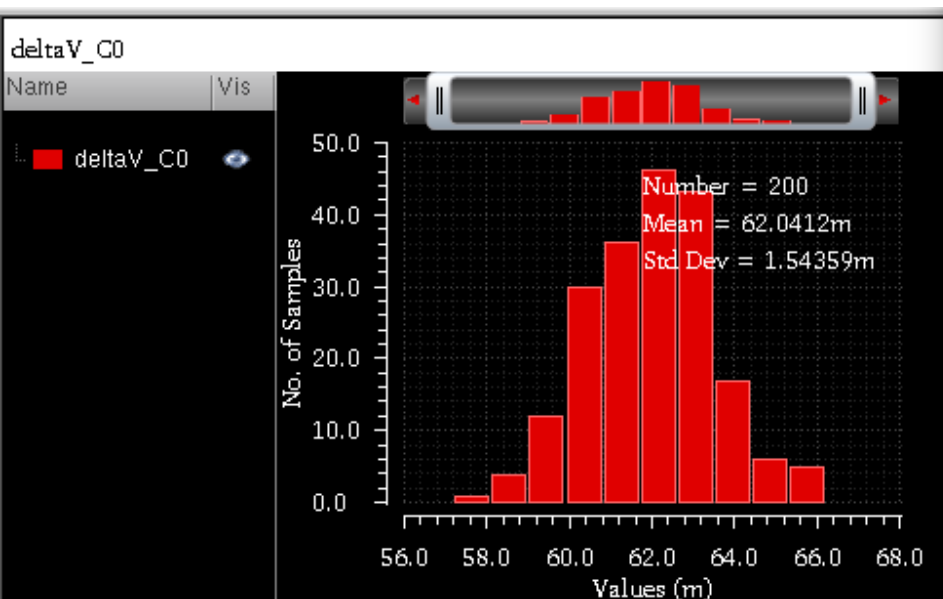 deltaV_C0
Name Vis
deltaV_C0
50.0
40.0
30.0
20.0
10.0
0.0
No. of Samples
Number = 200
Mean = 62.0412m
Std Dev = 1.54359m
56.0 58.0 60.0 62.0 64.0 66.0 68.0
Values (m)